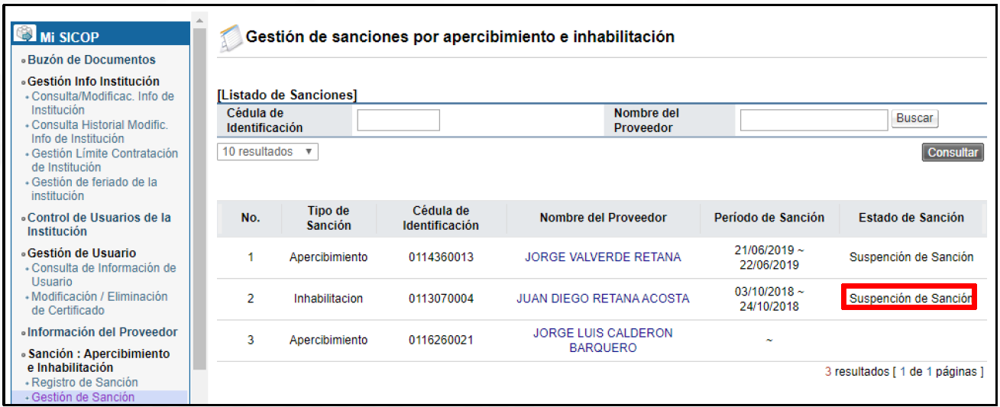 Mi SICOP
Buzón de Documentos
Gestión Info Institución
Consulta/Modificac. Info de
Institución
Consulta Historial Modific.
Info de Institución
Gestión Límite Contratación
de Institución
Gestión de feriado de la
institución
Control de Usuarios de la
Institución
Gestión de Usuario
Consulta de Información de
Usuario
Modificación / Eliminación
de Certificado
Información del Proveedor
Sanción : Apercibimiento
e Inhabilitación
Registro de Sanción
Gestión de Sanción
Gestión de sanciones por apercibimiento e inhabilitación
[Listado de Sanciones]
Cédula de
Identificación
Nombre del
Proveedor
Buscar
10 resultados
Consultar
No. Tipo de Sanción Cédula de Identificación Nombre del Proveedor Período de Sanción Estado de Sanción
1 Apercibimiento 0114360013 JORGE VALVERDE RETANA 21/06/2019 ~ 22/06/2019 Suspención de Sanción
2 Inhabilitacion 0113070004 JUAN DIEGO RETANA ACOSTA 03/10/2018 ~ 24/10/2018 Suspención de Sanción
3 Apercibimiento 0116260021 JORGE LUIS CALDERON BARQUERO ~
3 resultados [ 1 de 1 páginas ]